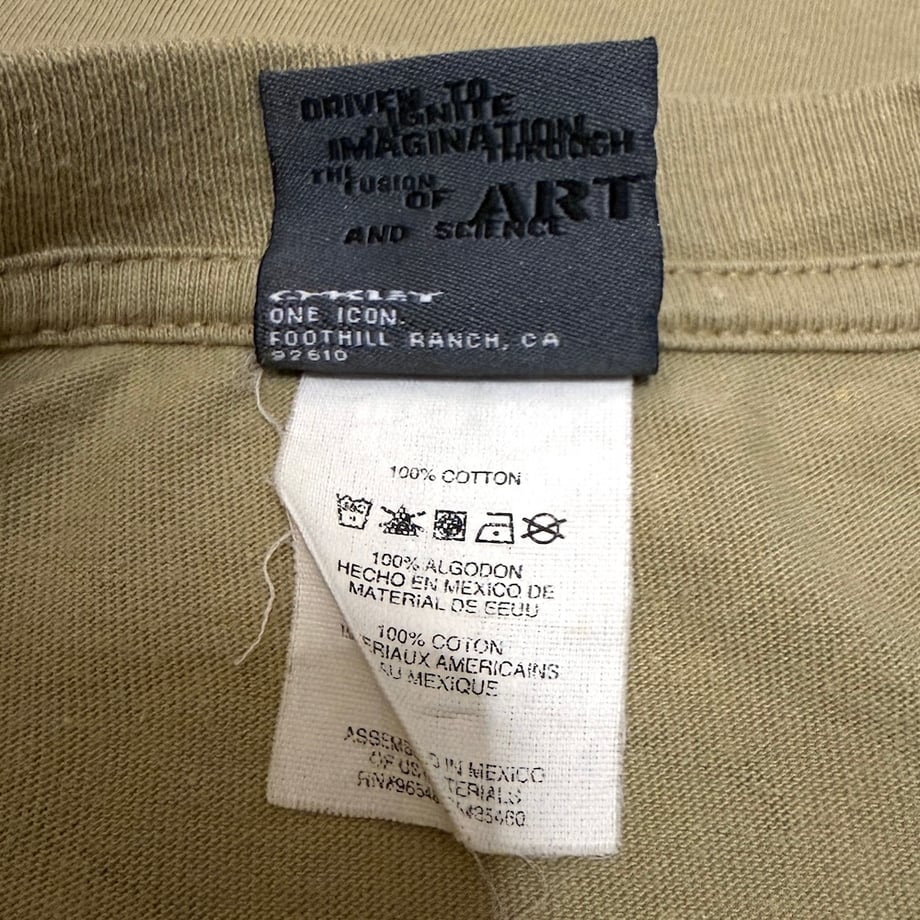 DRIVEN TO
IGNITE
IMAGINATION
THROUGH
THE
FUSION
OF ART
AND SCIENCE
OAKLEY
ONE ICON.
FOOTHILL RANCH, CA
92610
100% COTTON
100% ALGODON
HECHO EN MEXICO DE
MATERIAL DE EEUU
100% COTON
AMERICAINS
AU MEXIQUE
IN MEXICO
OF